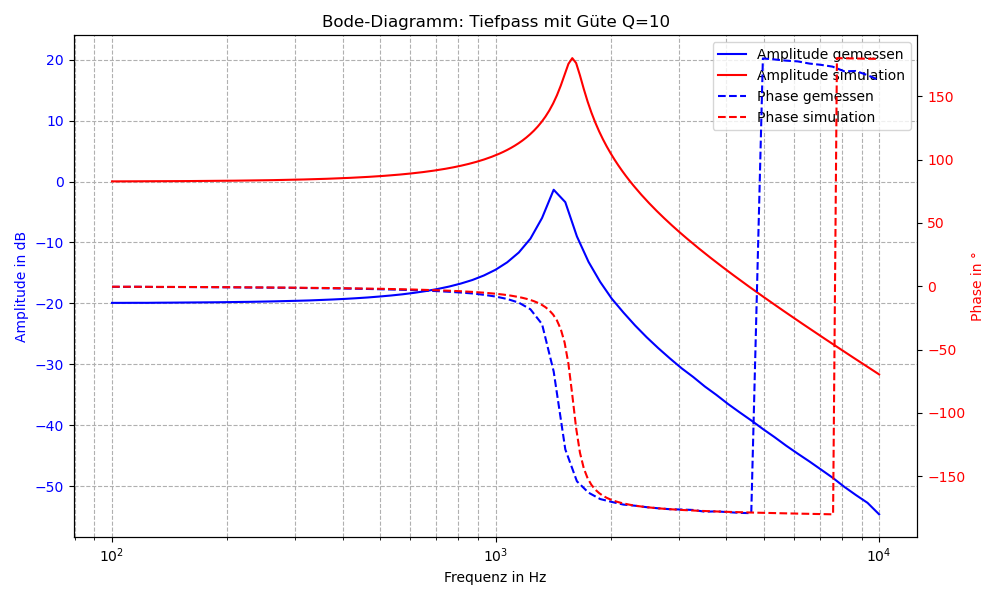 Bode-Diagramm: Tiefpass mit Güte Q=10
Amplitude gemessen
Amplitude simulation
Phase gemessen
Phase simulation
Amplitude in dB
20
10
0
−10
−20
−30
−40
−50
150
100
50
0
−50
−100
−150
Phase in °
10²
10³
10⁴
Frequenz in Hz